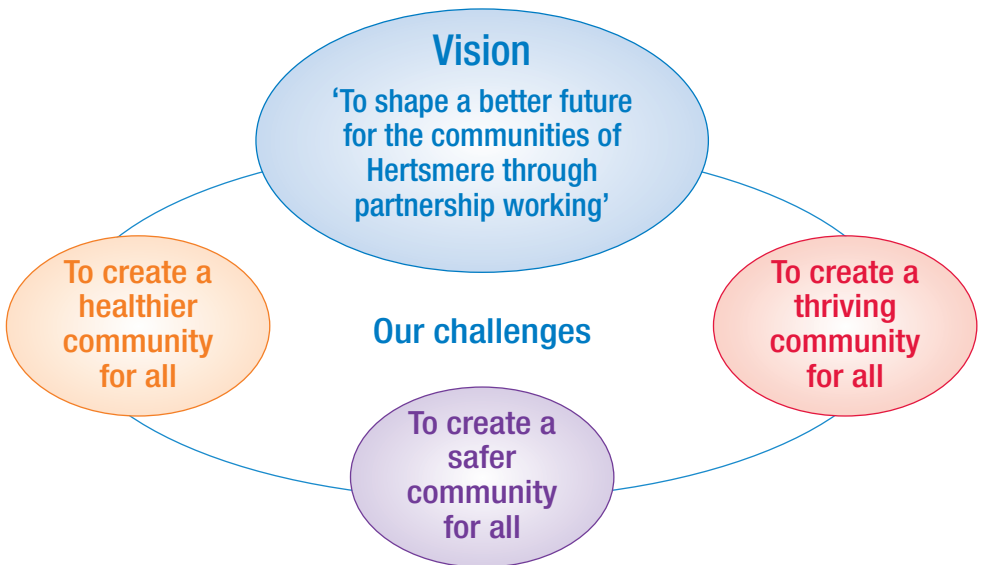 Vision
‘To shape a better future
for the communities of
Hertsmere through
partnership working’
To create a
healthier
community
for all
Our challenges
To create a
thriving
community
for all
To create a
safer
community
for all